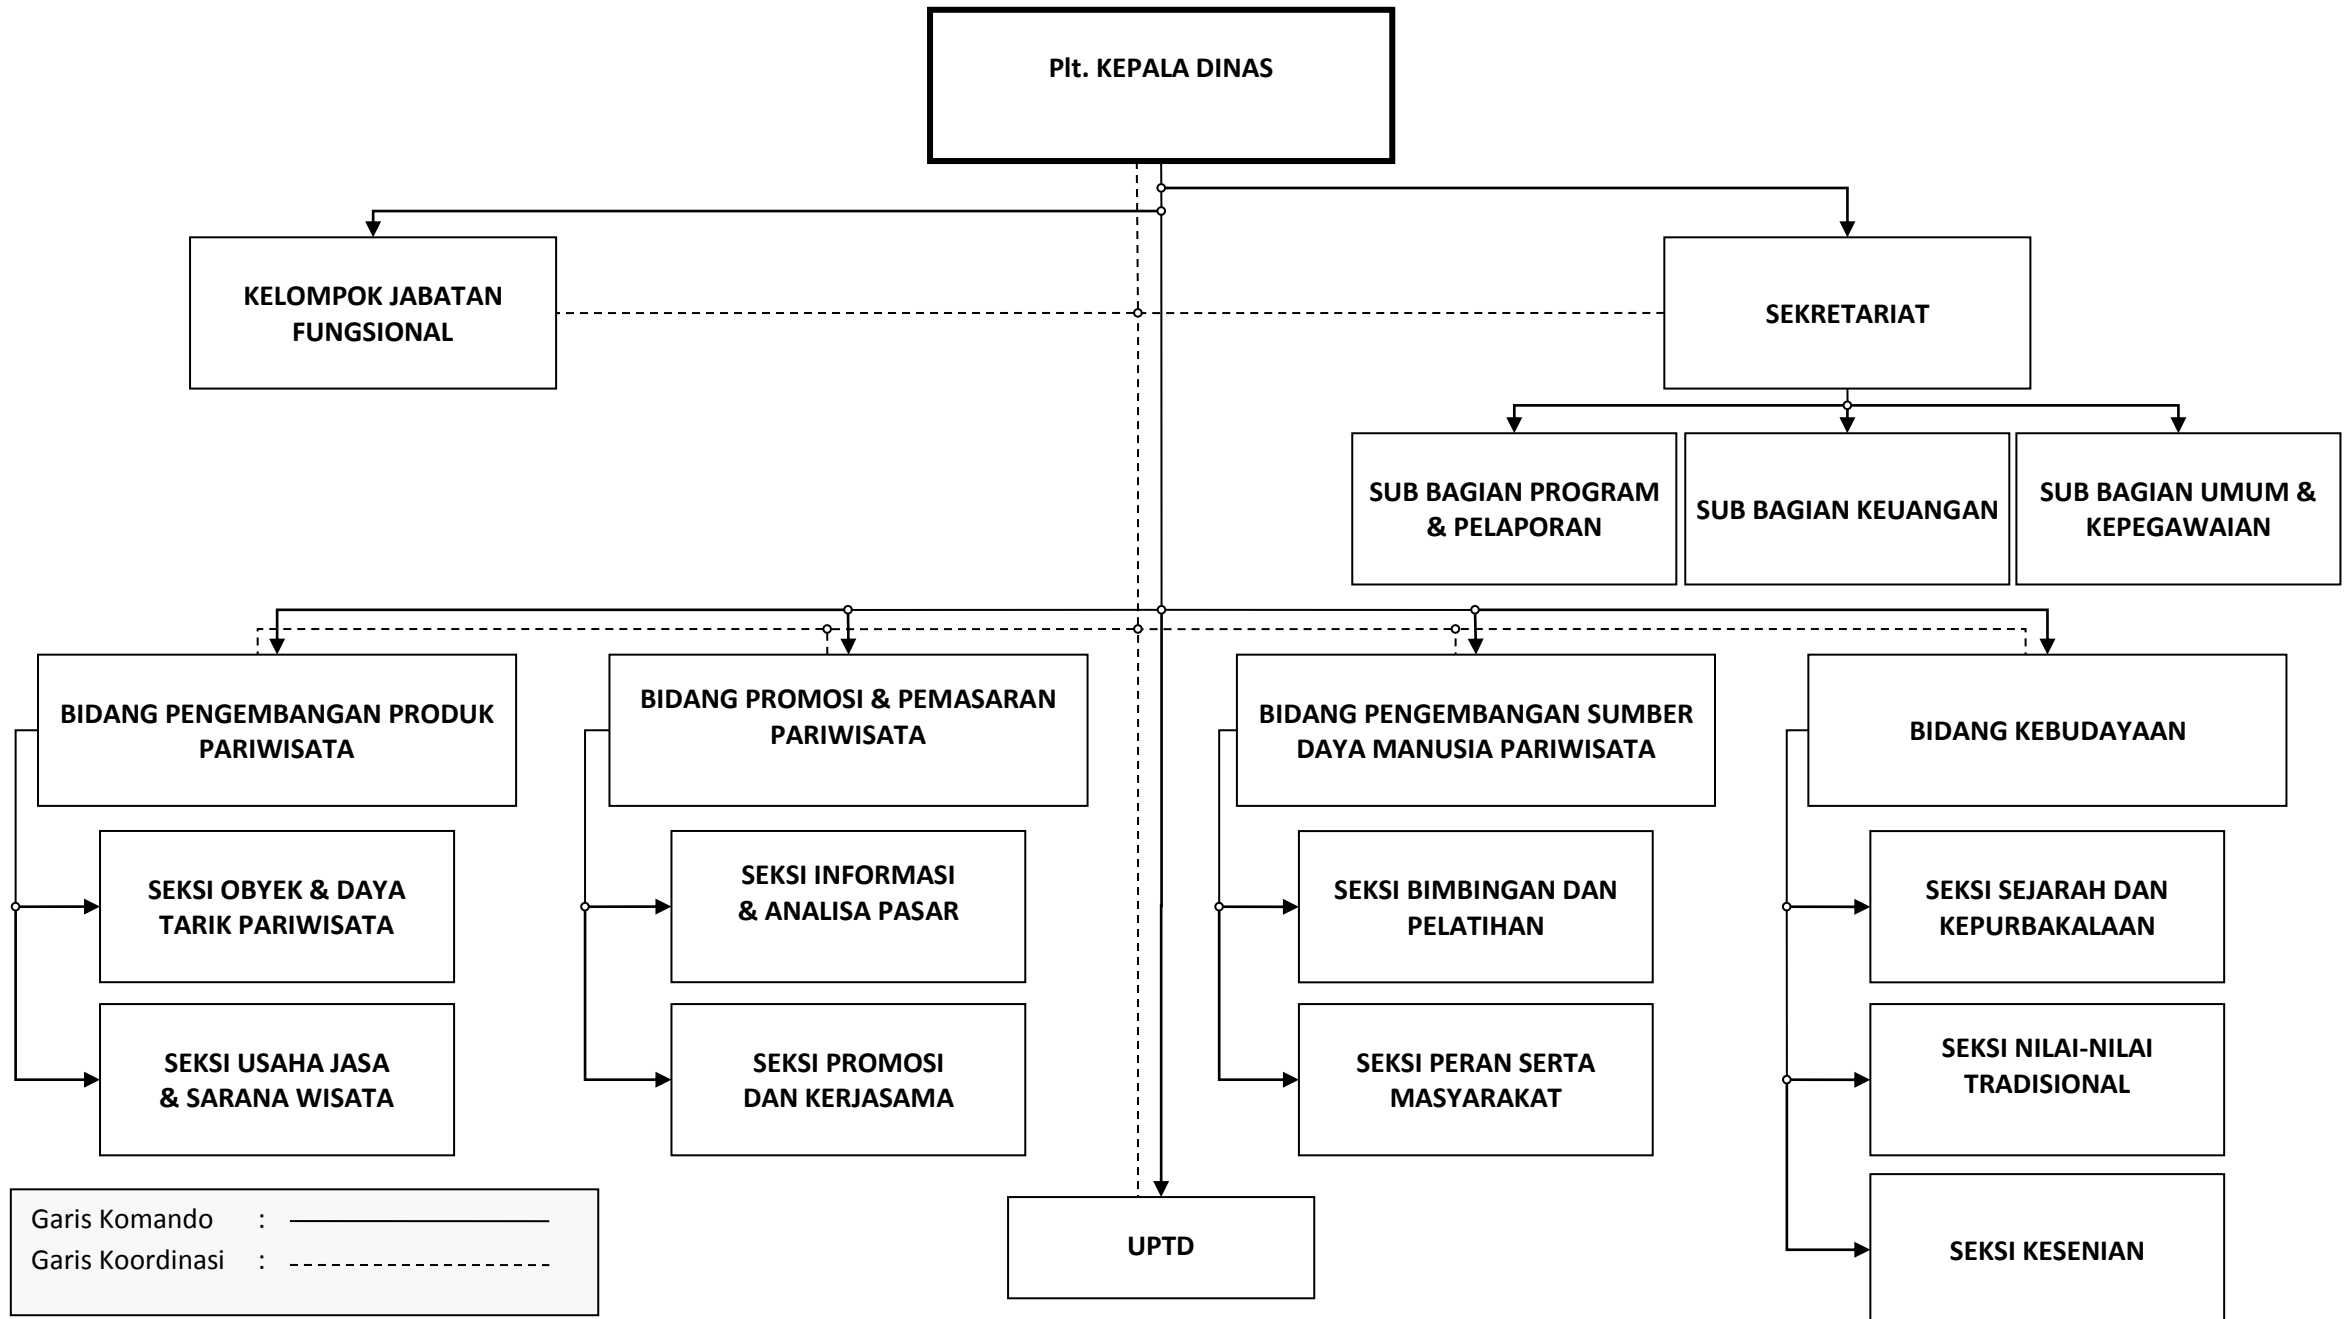 Plt. KEPALA DINAS
KELOMPOK JABATAN
FUNGSIONAL
SEKRETARIAT
SUB BAGIAN PROGRAM
& PELAPORAN
SUB BAGIAN KEUANGAN
SUB BAGIAN UMUM &
KEPEGAWAIAN
BIDANG PENGEMBANGAN PRODUK
PARIWISATA
BIDANG PROMOSI & PEMASARAN
PARIWISATA
BIDANG PENGEMBANGAN SUMBER
DAYA MANUSIA PARIWISATA
BIDANG KEBUDAYAAN
SEKSI OBYEK & DAYA
TARIK PARIWISATA
SEKSI INFORMASI
& ANALISA PASAR
SEKSI BIMBINGAN DAN
PELATIHAN
SEKSI SEJARAH DAN
KEPURBAKALAAN
SEKSI USAHA JASA
& SARANA WISATA
SEKSI PROMOSI
DAN KERJASAMA
SEKSI PERAN SERTA
MASYARAKAT
SEKSI NILAI-NILAI
TRADISIONAL
SEKSI KESENIAN
UPTD
Garis Komando :
Garis Koordinasi :